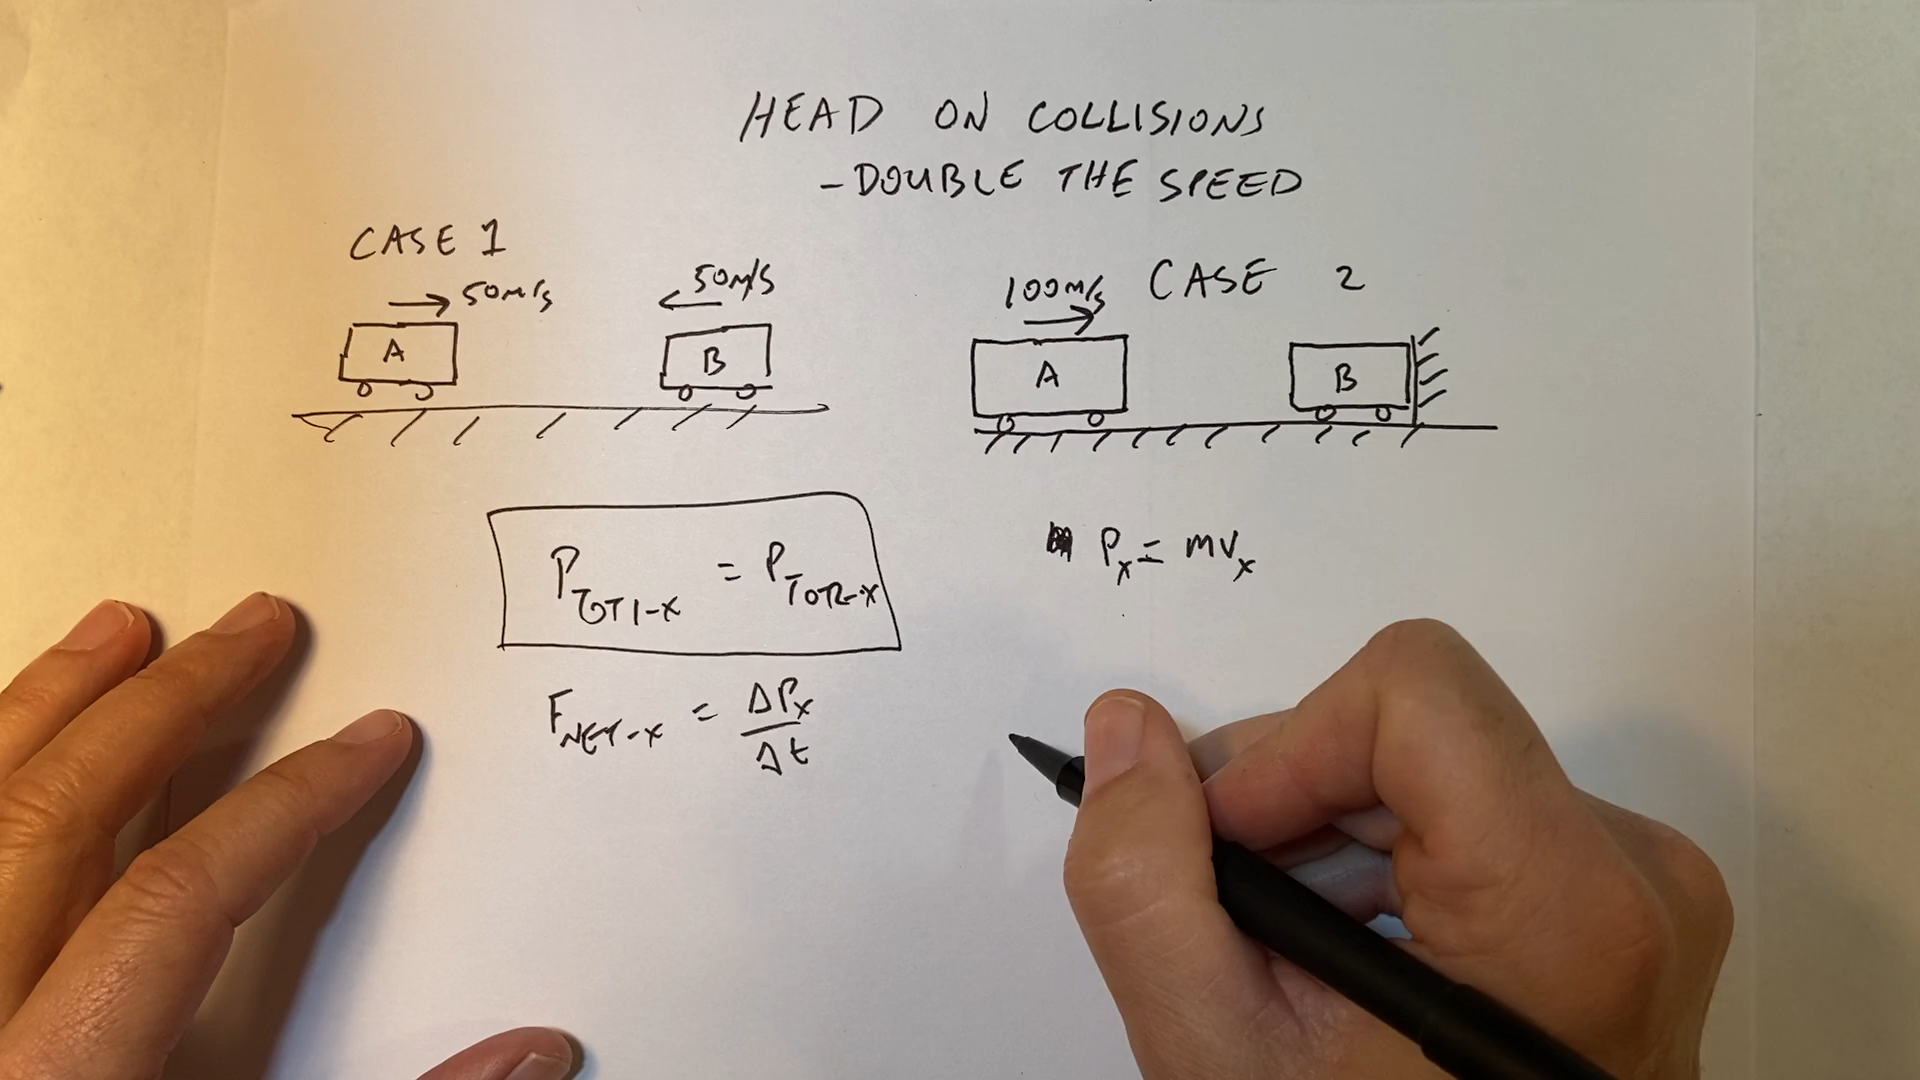 HEAD ON COLLISIONS
- DOUBLE THE SPEED
CASE 1
50m/s
50m/s
A
B
CASE 2
100m/s
A
B
P_TOT1-x = P_TOT2-x
F_NET-x = ΔP_x / Δt
P_x = mv_x